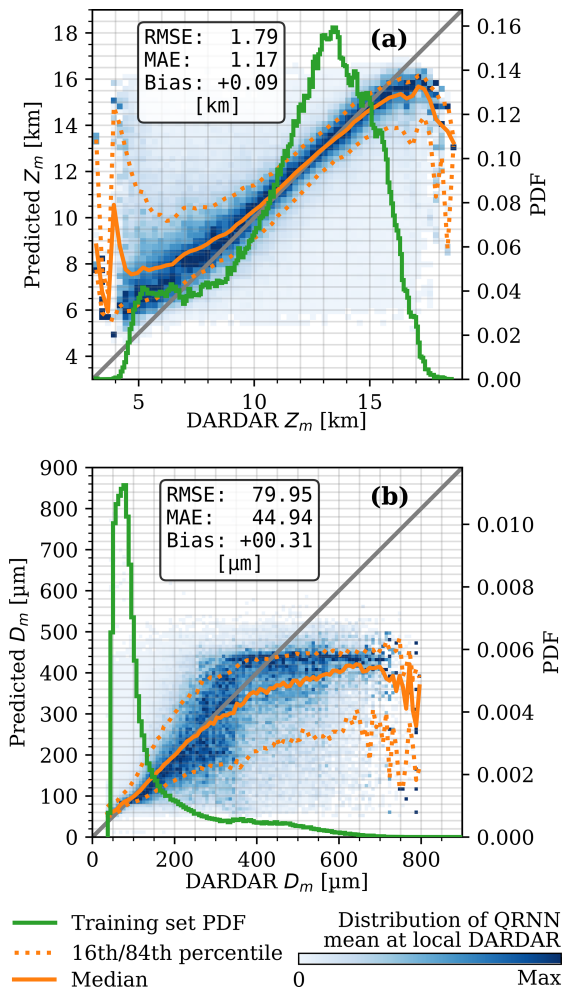 18
16
14
12
10
8
6
4
Predicted Zm [km]
RMSE: 1.79
MAE: 1.17
Bias: +0.09
[km]
(a)
0.16
0.14
0.12
0.10
0.08
0.06
0.04
0.02
0.00
PDF
5 10 15
DARDAR Zm [km]
900
800
700
600
500
400
300
200
100
0
Predicted Dm [µm]
RMSE: 79.95
MAE: 44.94
Bias: +00.31
[µm]
(b)
0.010
0.008
0.006
0.004
0.002
0.000
PDF
0 200 400 600 800
DARDAR Dm [µm]
Training set PDF
16th/84th percentile
Median
Distribution of QRNN
mean at local DARDAR
0 Max